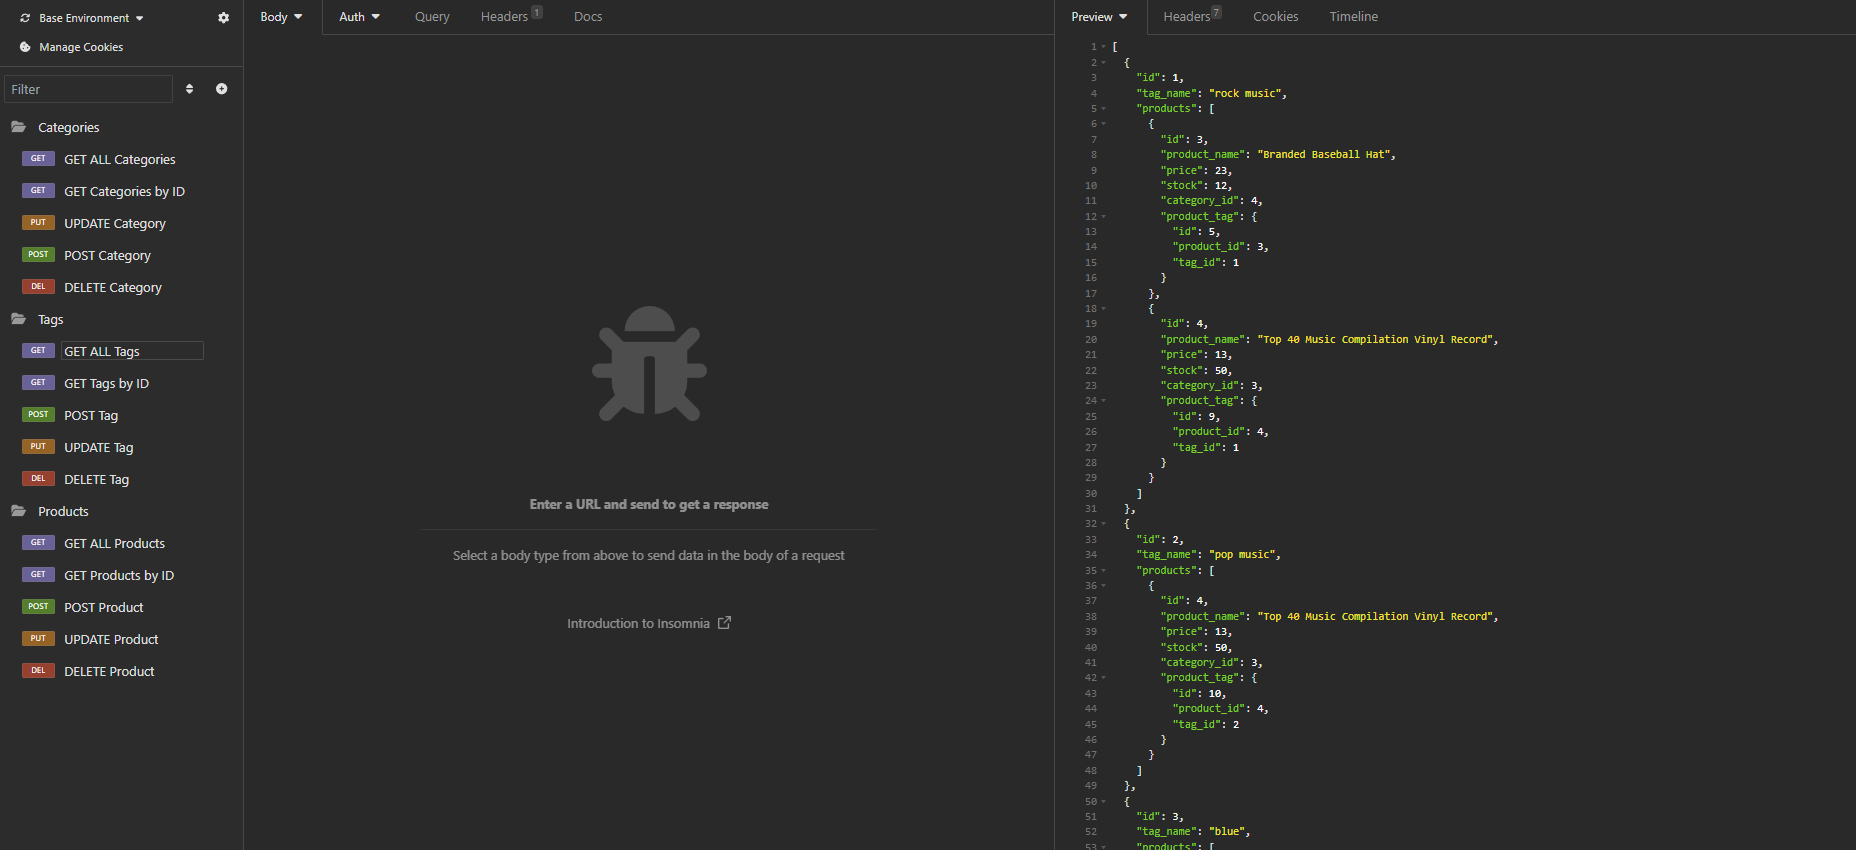 Base Environment
Manage Cookies
Filter
Categories
GET GET ALL Categories
GET GET Categories by ID
PUT UPDATE Category
POST POST Category
DEL DELETE Category
Tags
GET GET ALL Tags
GET GET Tags by ID
POST POST Tag
PUT UPDATE Tag
DEL DELETE Tag
Products
GET GET ALL Products
GET GET Products by ID
POST POST Product
PUT UPDATE Product
DEL DELETE Product
Body Auth Query Headers 1 Docs
Enter a URL and send to get a response
Select a body type from above to send data in the body of a request
Introduction to Insomnia
Preview Headers 7 Cookies Timeline
1 [
2 {
3 "id": 1,
4 "tag_name": "rock music",
5 "products": [
6 {
7 "id": 3,
8 "product_name": "Branded Baseball Hat",
9 "price": 23,
10 "stock": 12,
11 "category_id": 4,
12 "product_tag": {
13 "id": 5,
14 "product_id": 3,
15 "tag_id": 1
16 }
17 },
18 {
19 "id": 4,
20 "product_name": "Top 40 Music Compilation Vinyl Record",
21 "price": 13,
22 "stock": 50,
23 "category_id": 3,
24 "product_tag": {
25 "id": 9,
26 "product_id": 4,
27 "tag_id": 1
28 }
29 }
30 ]
31 },
32 {
33 "id": 2,
34 "tag_name": "pop music",
35 "products": [
36 {
37 "id": 4,
38 "product_name": "Top 40 Music Compilation Vinyl Record",
39 "price": 13,
40 "stock": 50,
41 "category_id": 3,
42 "product_tag": {
43 "id": 10,
44 "product_id": 4,
45 "tag_id": 2
46 }
47 }
48 ]
49 },
50 {
51 "id": 3,
52 "tag_name": "blue",
53 "products": [